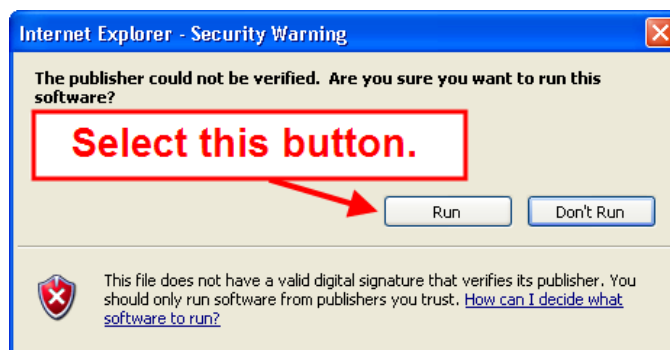 Internet Explorer - Security Warning
The publisher could not be verified.  Are you sure you want to run this
software?
Select this button.
Run
Don't Run
This file does not have a valid digital signature that verifies its publisher. You
should only run software from publishers you trust. How can I decide what
software to run?